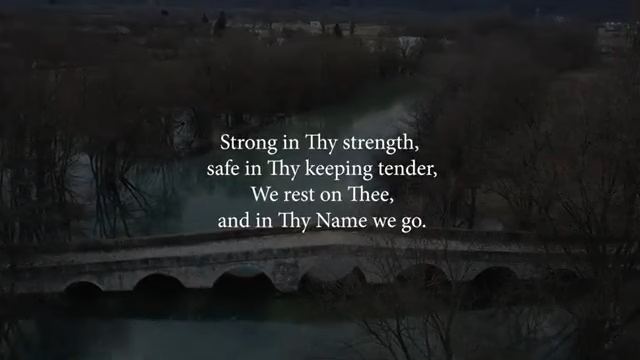 Strong in Thy strength,
safe in Thy keeping tender,
We rest on Thee,
and in Thy Name we go.